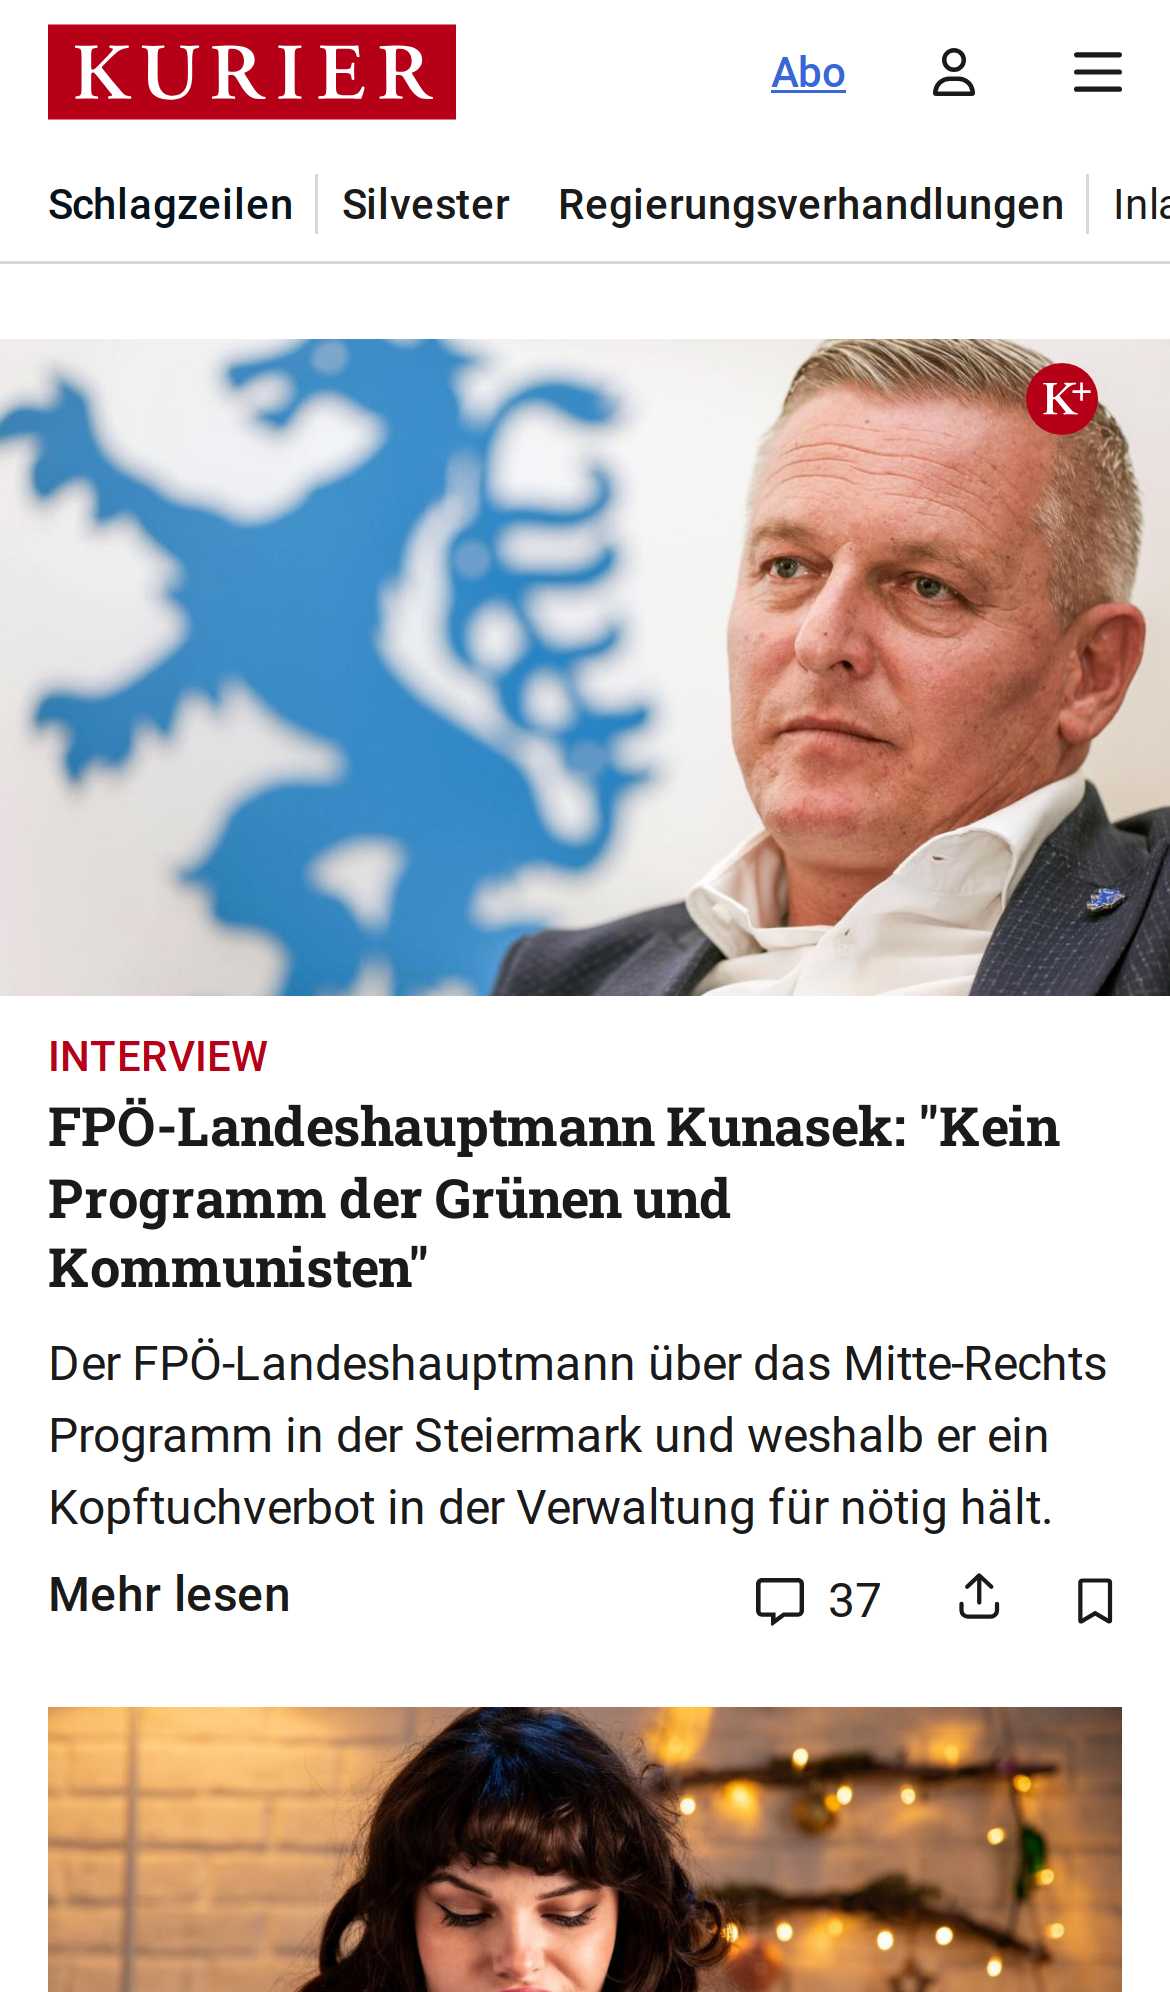 KURIER
Abo
Schlagzeilen
Silvester
Regierungsverhandlungen
Inla
K+
INTERVIEW
FPÖ-Landeshauptmann Kunasek: "Kein
Programm der Grünen und
Kommunisten"
Der FPÖ-Landeshauptmann über das Mitte-Rechts
Programm in der Steiermark und weshalb er ein
Kopftuchverbot in der Verwaltung für nötig hält.
Mehr lesen
37